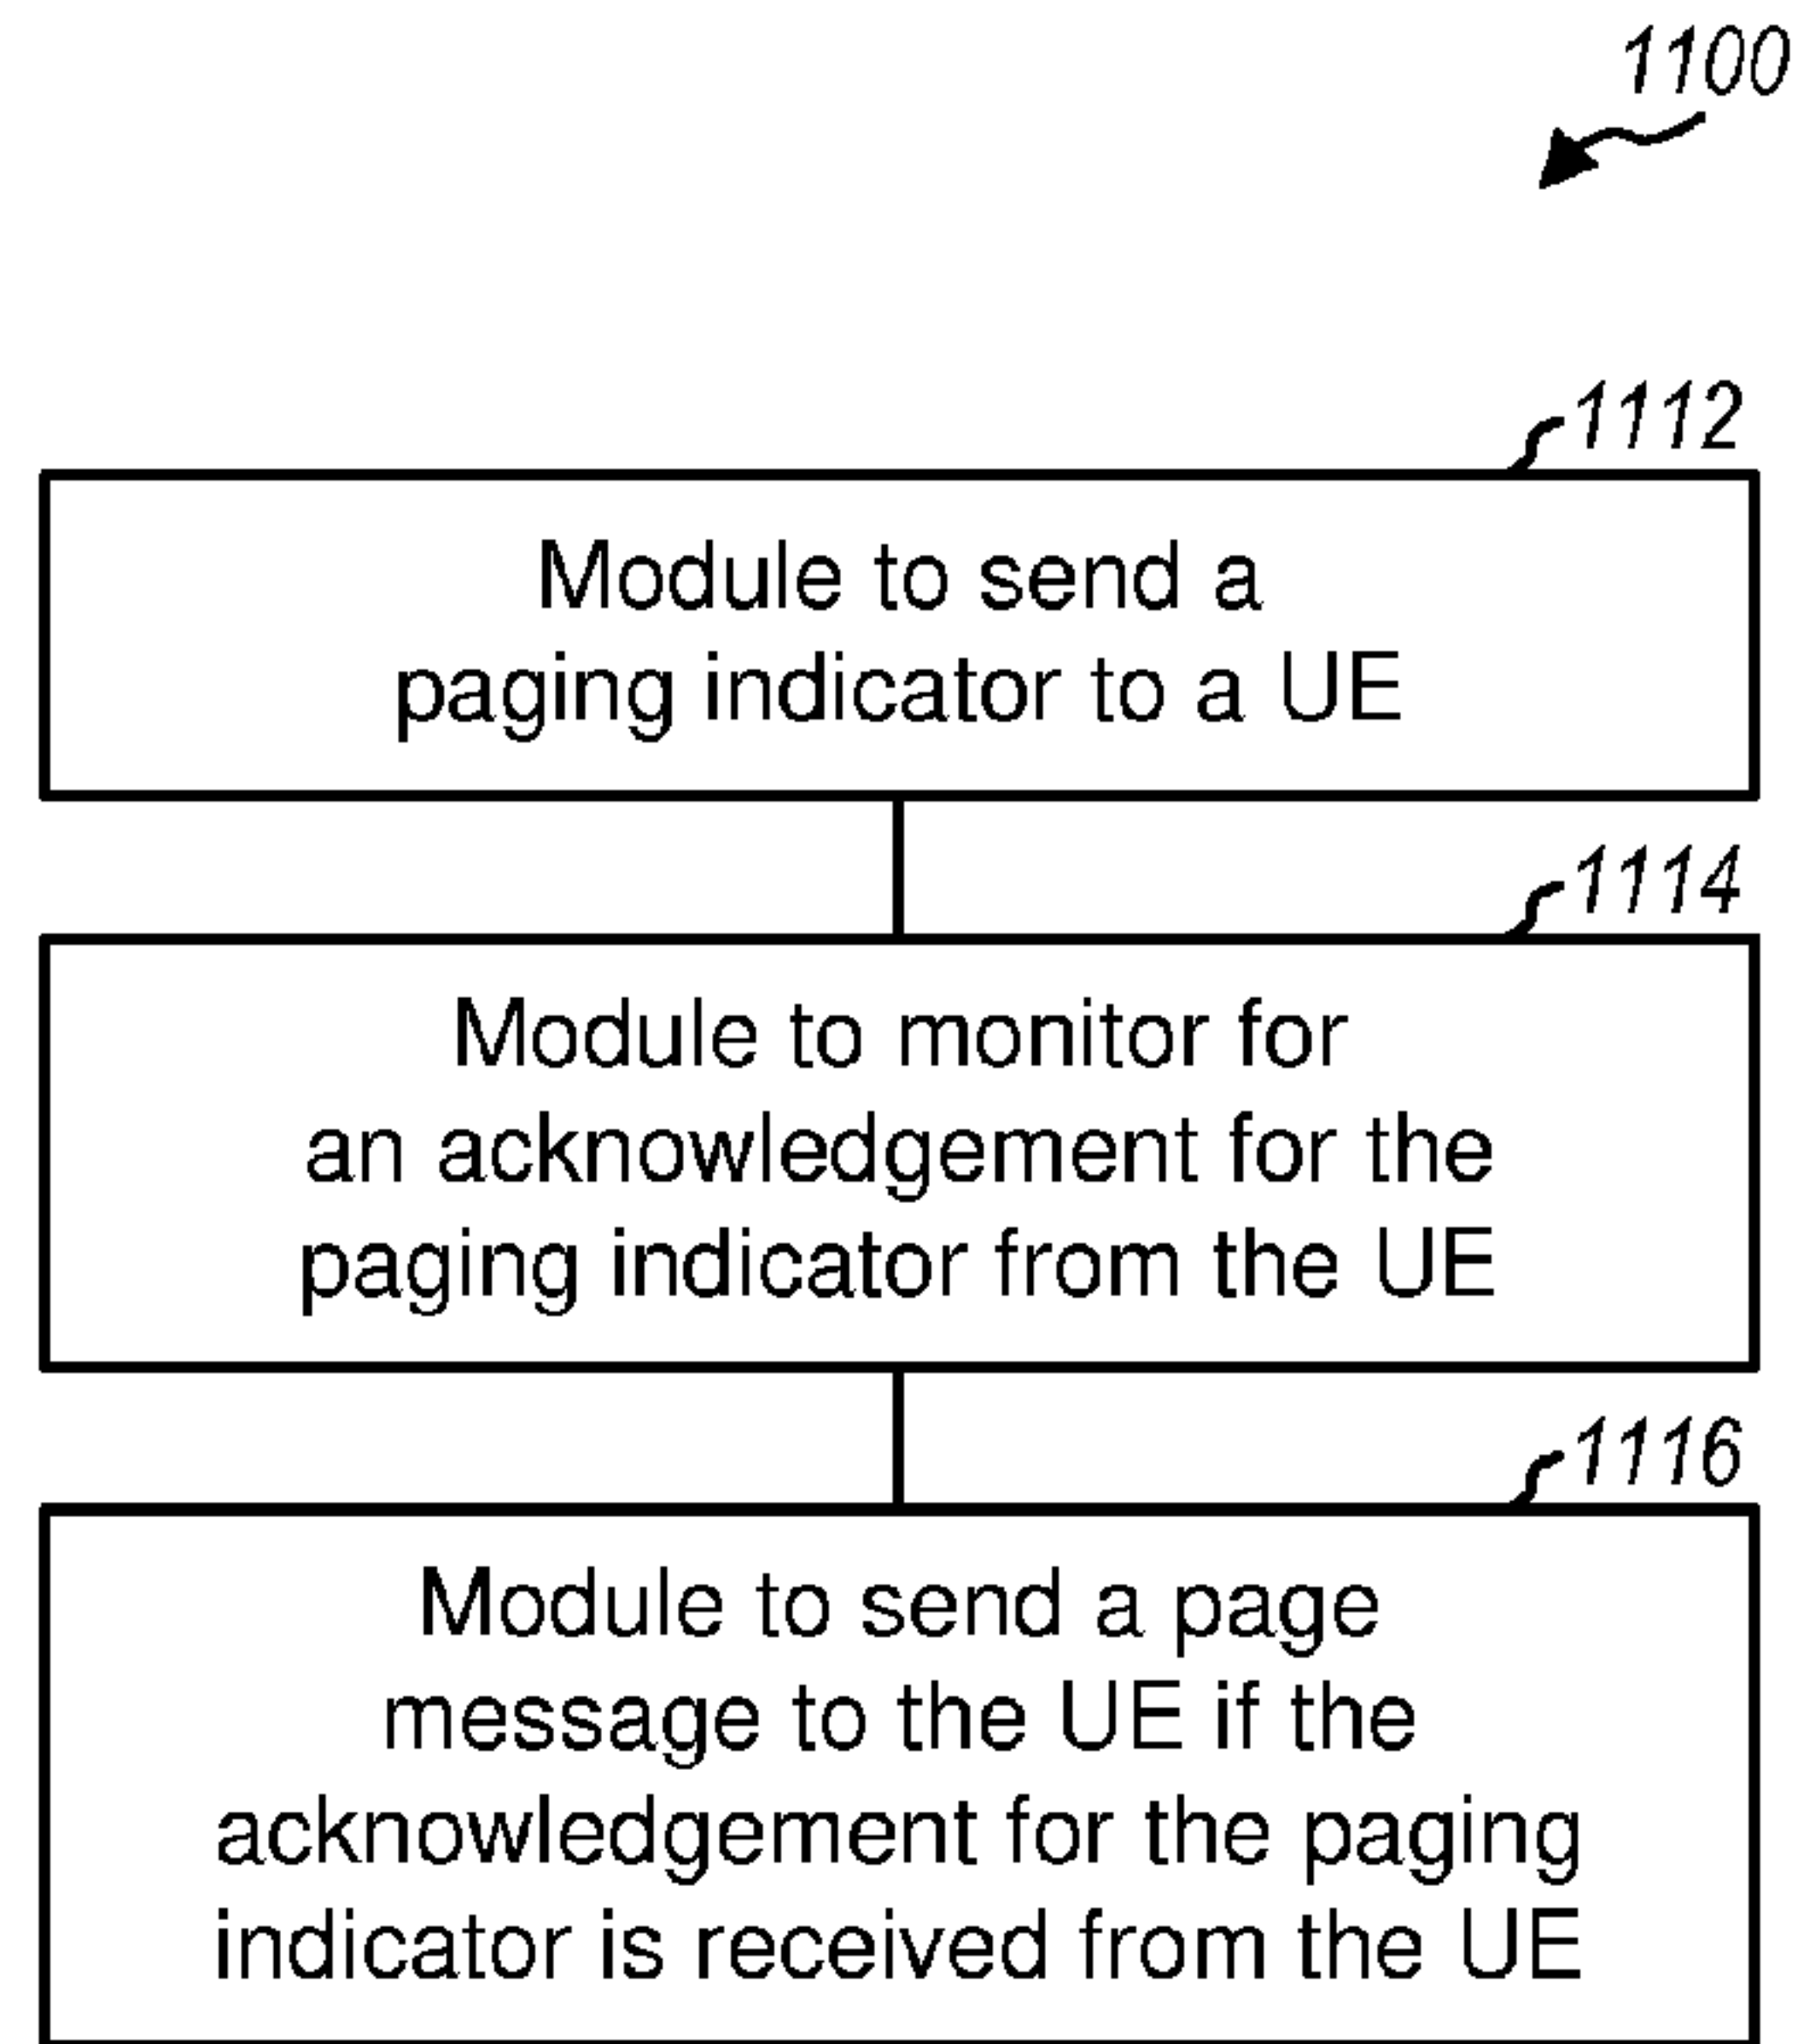 1100
1112
Module to send a
paging indicator to a UE
1114
Module to monitor for
an acknowledgement for the
paging indicator from the UE
1116
Module to send a page
message to the UE if the
acknowledgement for the paging
indicator is received from the UE